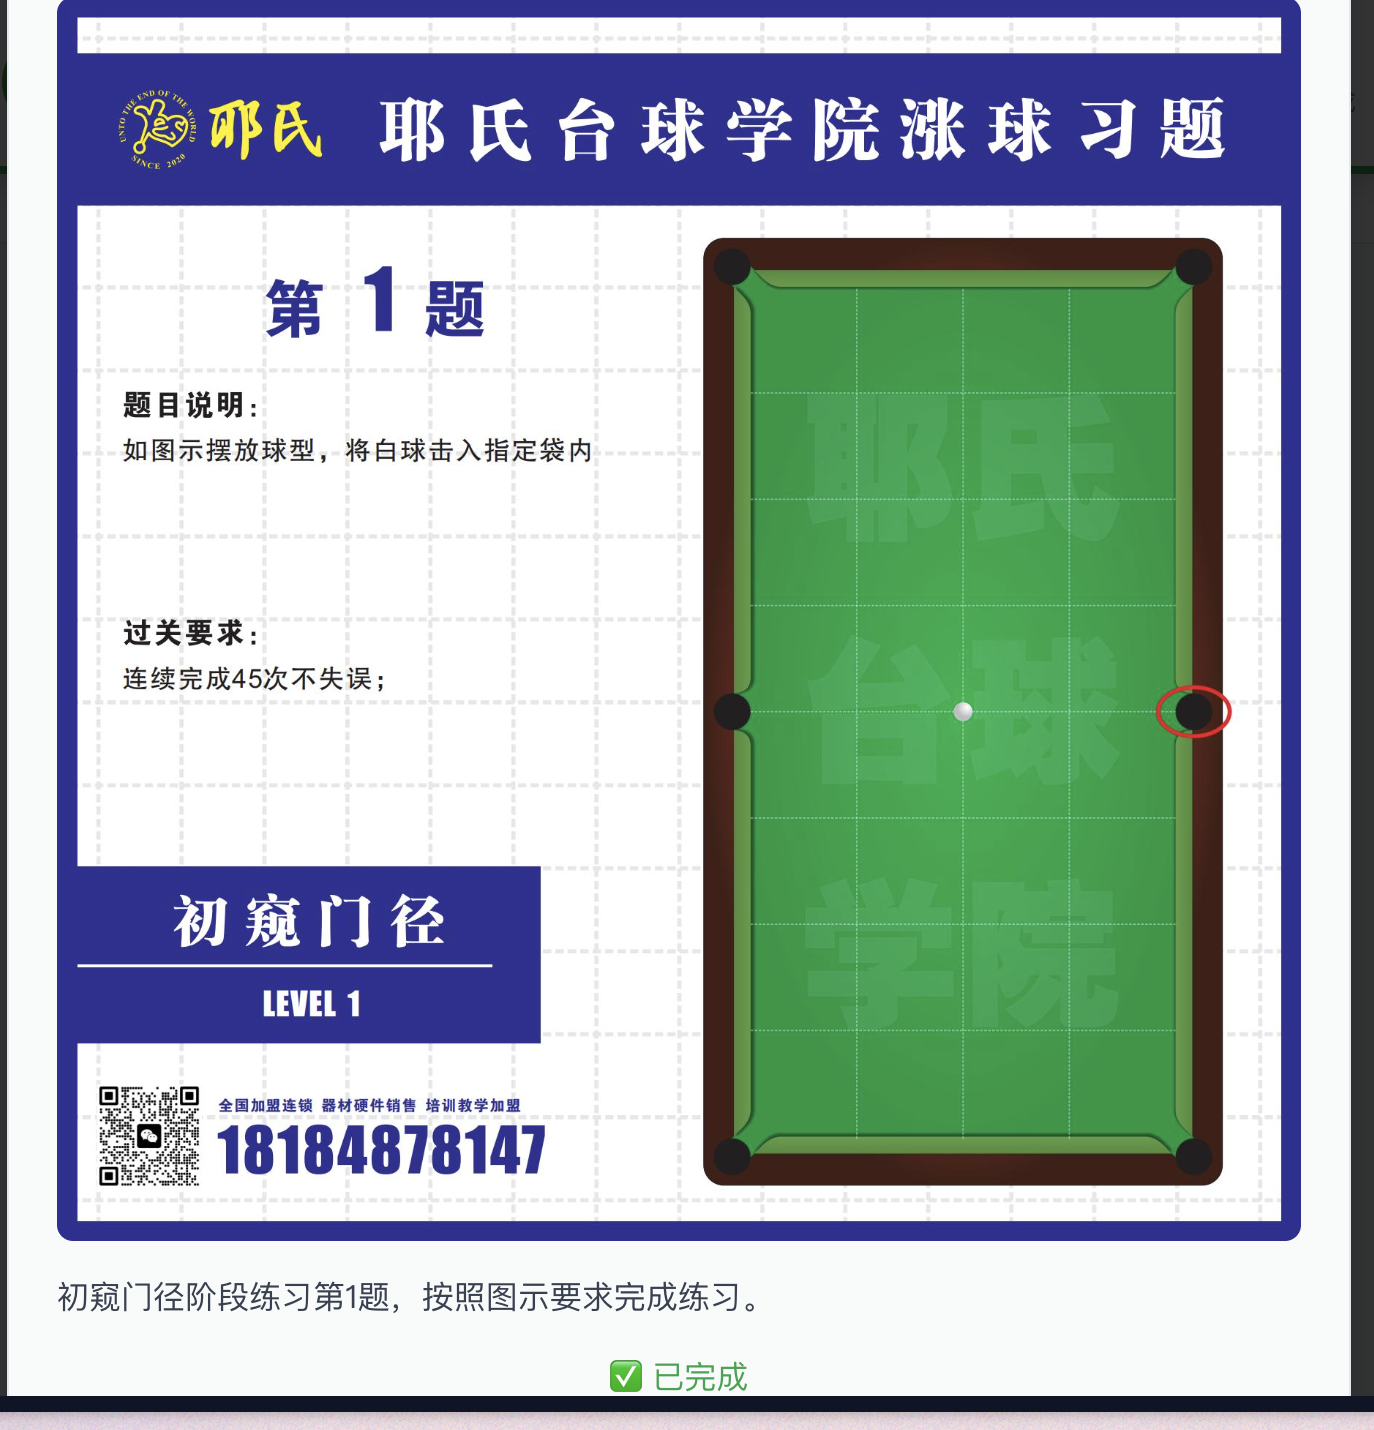 UNTO THE END OF THE WORLD
SINCE 2020
耶氏
耶氏台球学院涨球习题
第1题
题目说明：
如图示摆放球型，将白球击入指定袋内
过关要求：
连续完成45次不失误；
耶氏
台球
学院
初窥门径
LEVEL 1
全国加盟连锁 器材硬件销售 培训教学加盟
18184878147
初窥门径阶段练习第1题，按照图示要求完成练习。
已完成